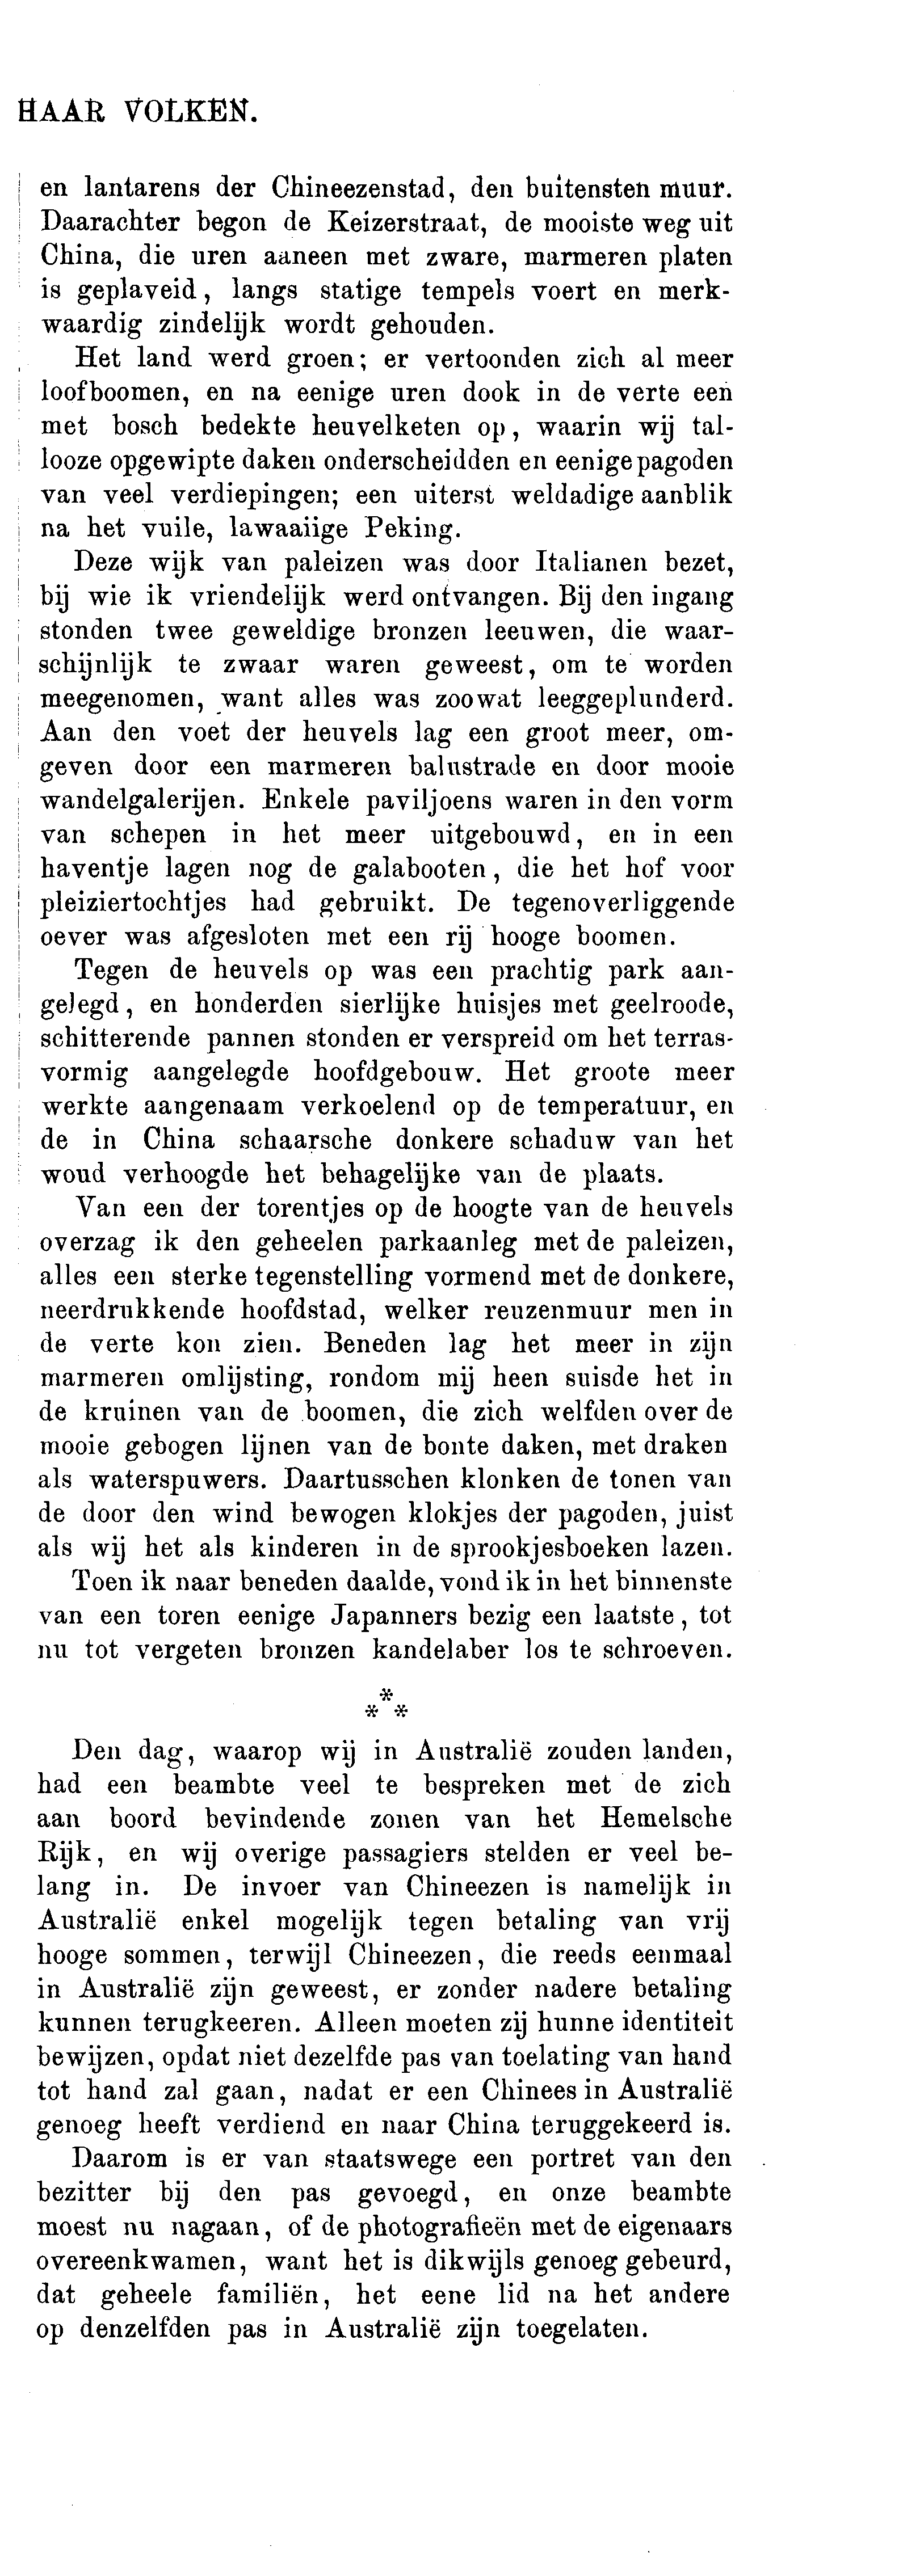 HAAR VOLKEN.
en lantarens der Chineezenstad, den buitensten muur.
Daarachter begon de Keizerstraat, de mooiste weg uit
China, die uren aaneen met zware, marmeren platen
is geplaveid, langs statige tempels voert en merk-
waardig zindelijk wordt gehouden.
Het land werd groen; er vertoonden zich al meer
loofboomen, en na eenige uren dook in de verte een
met bosch bedekte heuvelketen op, waarin wij tal-
looze opgewipte daken onderscheidden en eenige pagoden
van veel verdiepingen; een uiterst weldadige aanblik
na het vuile, lawaaiige Peking.
Deze wijk van paleizen was door Italianen bezet,
bij wie ik vriendelijk werd ontvangen. Bij den ingang
stonden twee geweldige bronzen leeuwen, die waar-
schijnlijk te zwaar waren geweest, om te worden
meegenomen, want alles was zoowat leeggeplunderd.
Aan den voet der heuvels lag een groot meer, om-
geven door een marmeren balustrade en door mooie
wandelgalerijen. Enkele paviljoens waren in den vorm
van schepen in het meer uitgebouwd, en in een
haventje lagen nog de galabooten, die het hof voor
pleiziertochtjes had gebruikt. De tegenoverliggende
oever was afgesloten met een rij hooge boomen.
Tegen de heuvels op was een prachtig park aan-
gelegd, en honderden sierlijke huisjes met geelroode,
schitterende pannen stonden er verspreid om het terras-
vormig aangelegde hoofdgebouw. Het groote meer
werkte aangenaam verkoelend op de temperatuur, en
de in China schaarsche donkere schaduw van het
woud verhoogde het behagelijke van de plaats.
Van een der torentjes op de hoogte van de heuvels
overzag ik den geheelen parkaanleg met de paleizen,
alles een sterke tegenstelling vormend met de donkere,
neerdrukkende hoofdstad, welker reuzenmuur men in
de verte kon zien. Beneden lag het meer in zijn
marmeren omlijsting, rondom mij heen suisde het in
de kruinen van de boomen, die zich welfden over de
mooie gebogen lijnen van de bonte daken, met draken
als waterspuwers. Daartusschen klonken de tonen van
de door den wind bewogen klokjes der pagoden, juist
als wij het als kinderen in de sprookjesboeken lazen.
Toen ik naar beneden daalde, vond ik in het binnenste
van een toren eenige Japanners bezig een laatste, tot
nu tot vergeten bronzen kandelaber los te schroeven.
*
* *
Den dag, waarop wij in Australië zouden landen,
had een beambte veel te bespreken met de zich
aan boord bevindende zonen van het Hemelsche
Rijk, en wij overige passagiers stelden er veel be-
lang in. De invoer van Chineezen is namelijk in
Australië enkel mogelijk tegen betaling van vrij
hooge sommen, terwijl Chineezen, die reeds eenmaal
in Australië zijn geweest, er zonder nadere betaling
kunnen terugkeeren. Alleen moeten zij hunne identiteit
bewijzen, opdat niet dezelfde pas van toelating van hand
tot hand zal gaan, nadat er een Chinees in Australië
genoeg heeft verdiend en naar China teruggekeerd is.
Daarom is er van staatswege een portret van den
bezitter bij den pas gevoegd, en onze beambte
moest nu nagaan, of de photografieën met de eigenaars
overeenkwamen, want het is dikwijls genoeg gebeurd,
dat geheele familiën, het eene lid na het andere
op denzelfden pas in Australië zijn toegelaten.